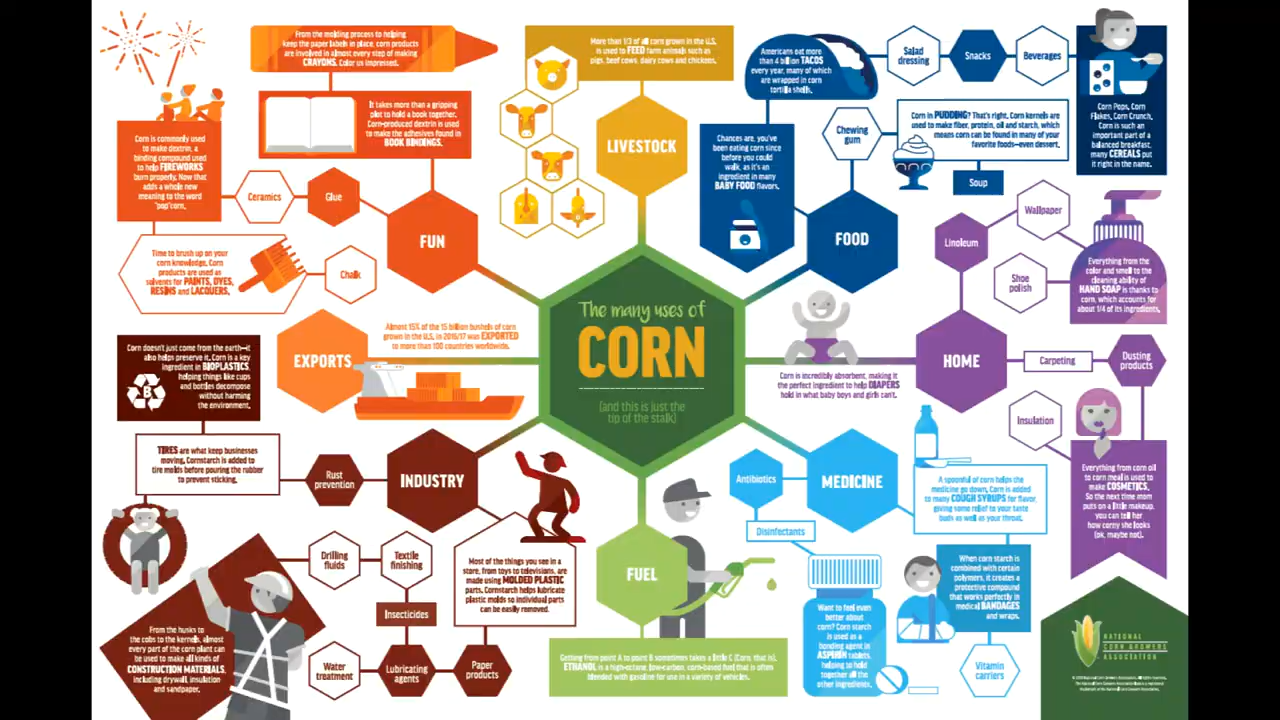 The many uses of
CORN
(and this is just the
tip of the stalk)
FUN
From the molding process to helping
keep the paper labels in place, corn products
are involved in almost every step of making
CRAYONS. Color us impressed.
It takes more than a gripping
plot to hold a book together.
Corn-produced dextrin is used
to make the adhesives found in
BOOK BINDINGS.
Corn is commonly used
to make dextrin, a
binding compound used
to help FIREWORKS
burn properly. Now that
adds a whole new
meaning to the word
'pop'corn.
Ceramics
Glue
Time to brush up on your
corn knowledge. Corn
products are used as
solvents for PAINTS, DYES,
RESINS and LACQUERS.
Chalk
LIVESTOCK
More than 1/3 of all corn grown in the U.S.
is used to FEED farm animals such as
pigs, beef cows, dairy cows and chickens.
FOOD
Americans eat more
than 4 billion TACOS
every year, many of which
are wrapped in corn
tortilla shells.
Salad
dressing
Snacks
Beverages
Corn Pops, Corn
Flakes, Corn Crunch.
Corn is such an
important part of a
balanced breakfast,
many CEREALS put
it right in the name.
Chewing
gum
Corn in PUDDING? That's right. Corn kernels are
used to make fiber, protein, oil and starch, which
means corn can be found in many of your
favorite foods—even dessert.
Soup
Chances are, you've
been eating corn since
before you could
walk, as it's an
ingredient in many
BABY FOOD flavors.
HOME
Linoleum
Wallpaper
Shoe
polish
Everything from the
color and smell to the
cleaning ability of
HAND SOAP is thanks to
corn, which accounts for
about 1/4 of its ingredients.
Corn is incredibly absorbent, making it
the perfect ingredient to help DIAPERS
hold in what baby boys and girls can't.
Carpeting
Dusting
products
Insulation
Everything from corn oil
to corn meal is used to
make COSMETICS.
So the next time mom
puts on a little makeup,
you can tell her
how corny she looks
(ok, maybe not).
EXPORTS
Almost 15% of the 15 billion bushels of corn
grown in the U.S. in 2016/17 was EXPORTED
to more than 100 countries worldwide.
INDUSTRY
Corn doesn't just come from the earth—it
also helps preserve it. Corn is a key
ingredient in BIOPLASTICS,
helping things like cups
and bottles decompose
without harming
the environment.
B
TIRES are what keep businesses
moving. Cornstarch is added to
tire molds before pouring the rubber
to prevent sticking.
Rust
prevention
Drilling
fluids
Textile
finishing
Most of the things you see in a
store, from toys to televisions, are
made using MOLDED PLASTIC
parts. Cornstarch helps lubricate
plastic molds so individual parts
can be easily removed.
Insecticides
From the husks to
the cobs to the kernels, almost
every part of the corn plant can
be used to make all kinds of
CONSTRUCTION MATERIALS,
including drywall, insulation
and sandpaper.
Water
treatment
Lubricating
agents
Paper
products
FUEL
Getting from point A to point B sometimes takes a little C (Corn, that is).
ETHANOL is a high-octane, low-carbon, corn-based fuel that is often
blended with gasoline for use in a variety of vehicles.
MEDICINE
Antibiotics
Disinfectants
A spoonful of corn helps the
medicine go down. Corn is added
to many COUGH SYRUPS for flavor,
giving some relief to your taste
buds as well as your throat.
Want to feel even
better about
corn? Corn starch
is used as a
bonding agent in
ASPIRIN tablets,
helping to hold
together all the
other ingredients.
When corn starch is
combined with certain
polymers, it creates a
protective compound
that works perfectly in
medical BANDAGES
and wraps.
Vitamin
carriers
NATIONAL
CORN GROWERS
ASSOCIATION